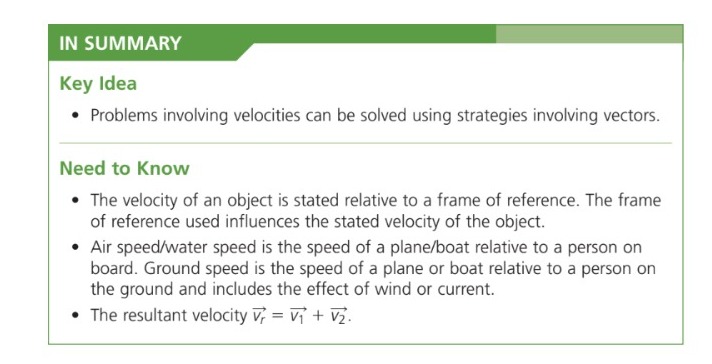 IN SUMMARY
Key Idea
• Problems involving velocities can be solved using strategies involving vectors.
Need to Know
• The velocity of an object is stated relative to a frame of reference. The frame
of reference used influences the stated velocity of the object.
• Air speed/water speed is the speed of a plane/boat relative to a person on
board. Ground speed is the speed of a plane or boat relative to a person on
the ground and includes the effect of wind or current.
• The resultant velocity $\overrightarrow{v_r} = \overrightarrow{v_1} + \overrightarrow{v_2}$.